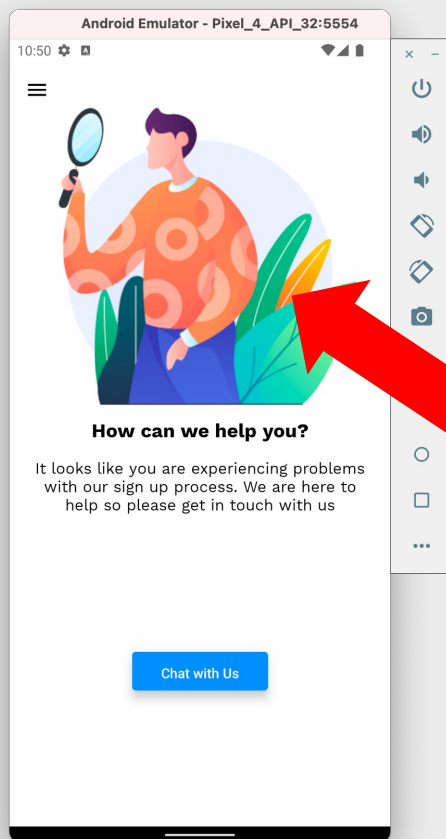 Android Emulator - Pixel_4_API_32:5554
10:50
A
How can we help you?
It looks like you are experiencing problems
with our sign up process. We are here to
help so please get in touch with us
Chat with Us